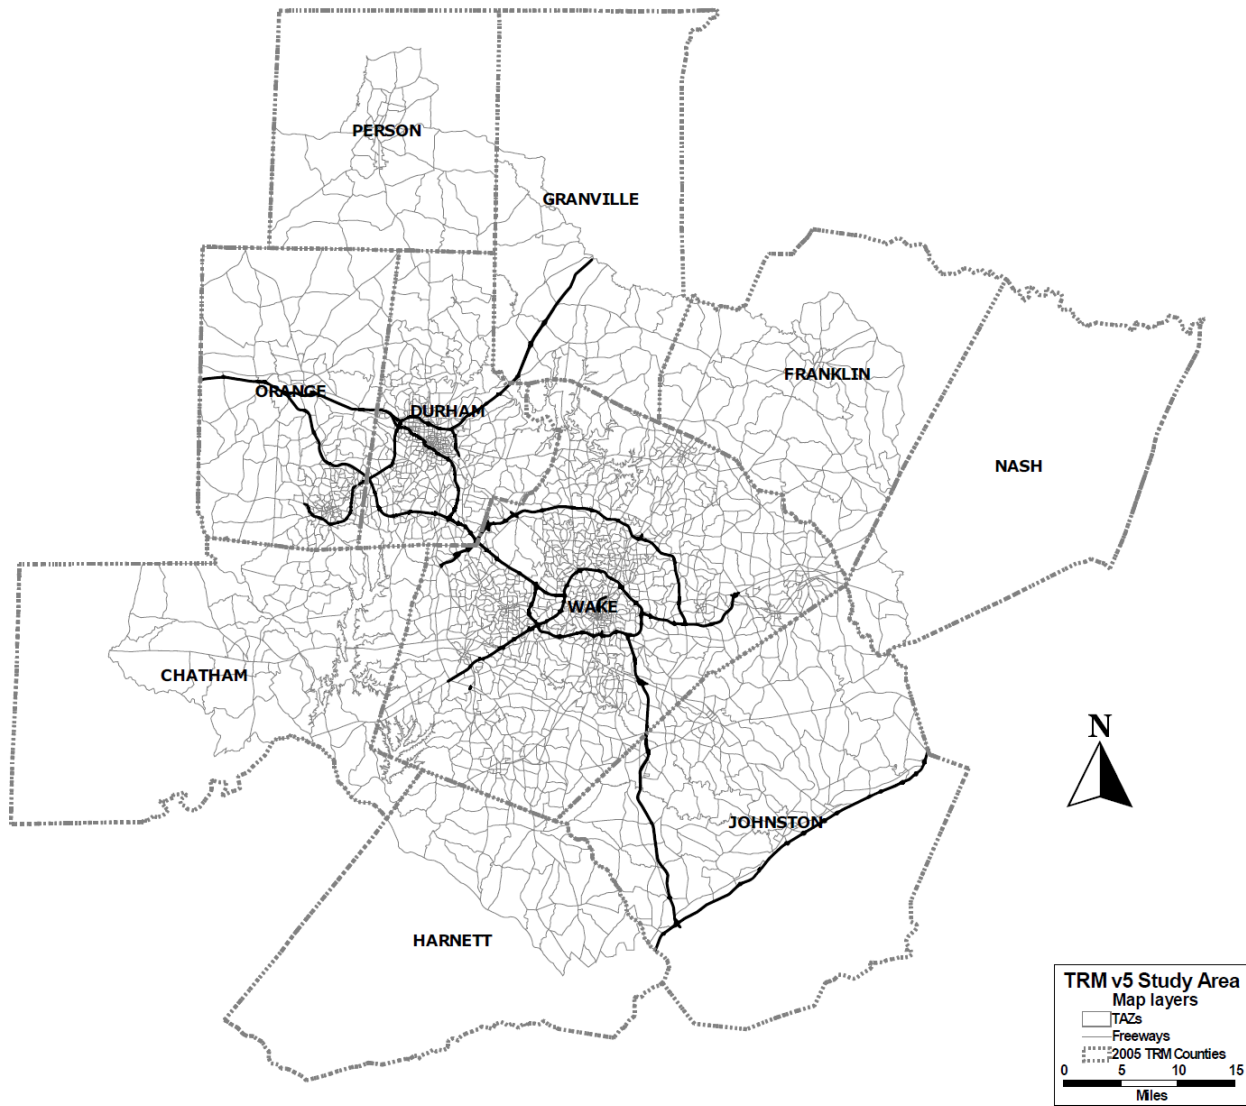 PERSON
GRANVILLE
FRANKLIN
ORANGE
DURHAM
NASH
WAKE
CHATHAM
N
JOHNSTON
HARNETT
TRM v5 Study Area
Map layers
TAZs
Freeways
2005 TRM Counties
0 5 10 15
Miles